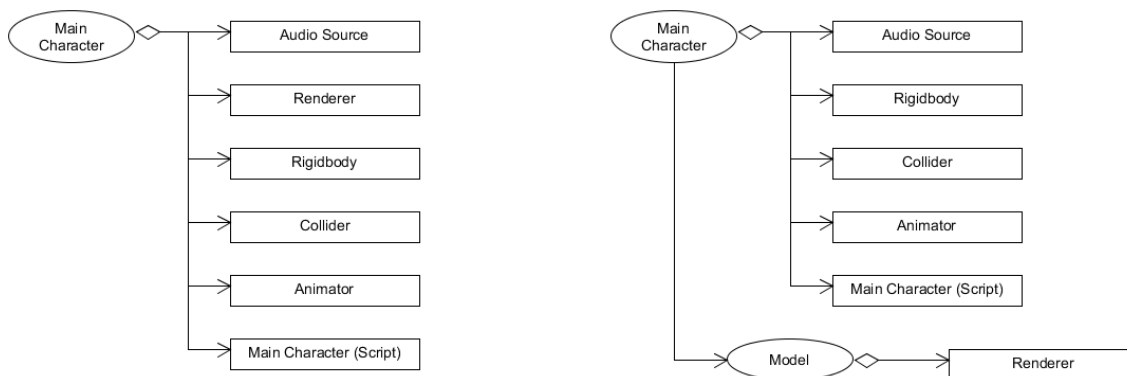 Main
Character
Audio Source
Renderer
Rigidbody
Collider
Animator
Main Character (Script)
Main
Character
Audio Source
Rigidbody
Collider
Animator
Main Character (Script)
Model
Renderer